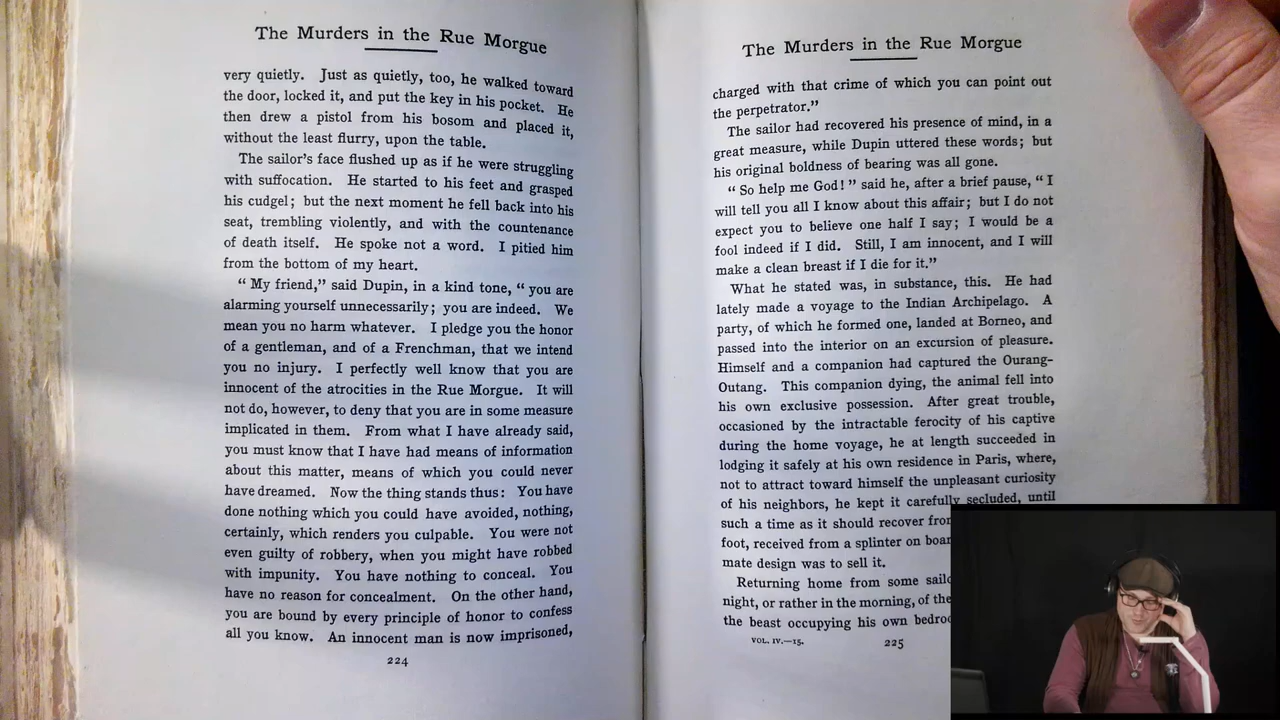 The Murders in the Rue Morgue
very quietly. Just as quietly, too, he walked toward
the door, locked it, and put the key in his pocket. He
then drew a pistol from his bosom and placed it,
without the least flurry, upon the table.
The sailor's face flushed up as if he were struggling
with suffocation. He started to his feet and grasped
his cudgel; but the next moment he fell back into his
seat, trembling violently, and with the countenance
of death itself. He spoke not a word. I pitied him
from the bottom of my heart.
“ My friend,” said Dupin, in a kind tone, “ you are
alarming yourself unnecessarily; you are indeed. We
mean you no harm whatever. I pledge you the honor
of a gentleman, and of a Frenchman, that we intend
you no injury. I perfectly well know that you are
innocent of the atrocities in the Rue Morgue. It will
not do, however, to deny that you are in some measure
implicated in them. From what I have already said,
you must know that I have had means of information
about this matter, means of which you could never
have dreamed. Now the thing stands thus: You have
done nothing which you could have avoided, nothing,
certainly, which renders you culpable. You were not
even guilty of robbery, when you might have robbed
with impunity. You have nothing to conceal. You
have no reason for concealment. On the other hand,
you are bound by every principle of honor to confess
all you know. An innocent man is now imprisoned,
224
The Murders in the Rue Morgue
charged with that crime of which you can point out
the perpetrator.”
The sailor had recovered his presence of mind, in a
great measure, while Dupin uttered these words; but
his original boldness of bearing was all gone.
“ So help me God! ” said he, after a brief pause, “ I
will tell you all I know about this affair; but I do not
expect you to believe one half I say; I would be a
fool indeed if I did. Still, I am innocent, and I will
make a clean breast if I die for it.”
What he stated was, in substance, this. He had
lately made a voyage to the Indian Archipelago. A
party, of which he formed one, landed at Borneo, and
passed into the interior on an excursion of pleasure.
Himself and a companion had captured the Ourang-
Outang. This companion dying, the animal fell into
his own exclusive possession. After great trouble,
occasioned by the intractable ferocity of his captive
during the home voyage, he at length succeeded in
lodging it safely at his own residence in Paris, where,
not to attract toward himself the unpleasant curiosity
of his neighbors, he kept it carefully secluded, until
such a time as it should recover from
foot, received from a splinter on boar
mate design was to sell it.
Returning home from some sailo
night, or rather in the morning, of the
the beast occupying his own bedroo
VOL. IV.—15.
225